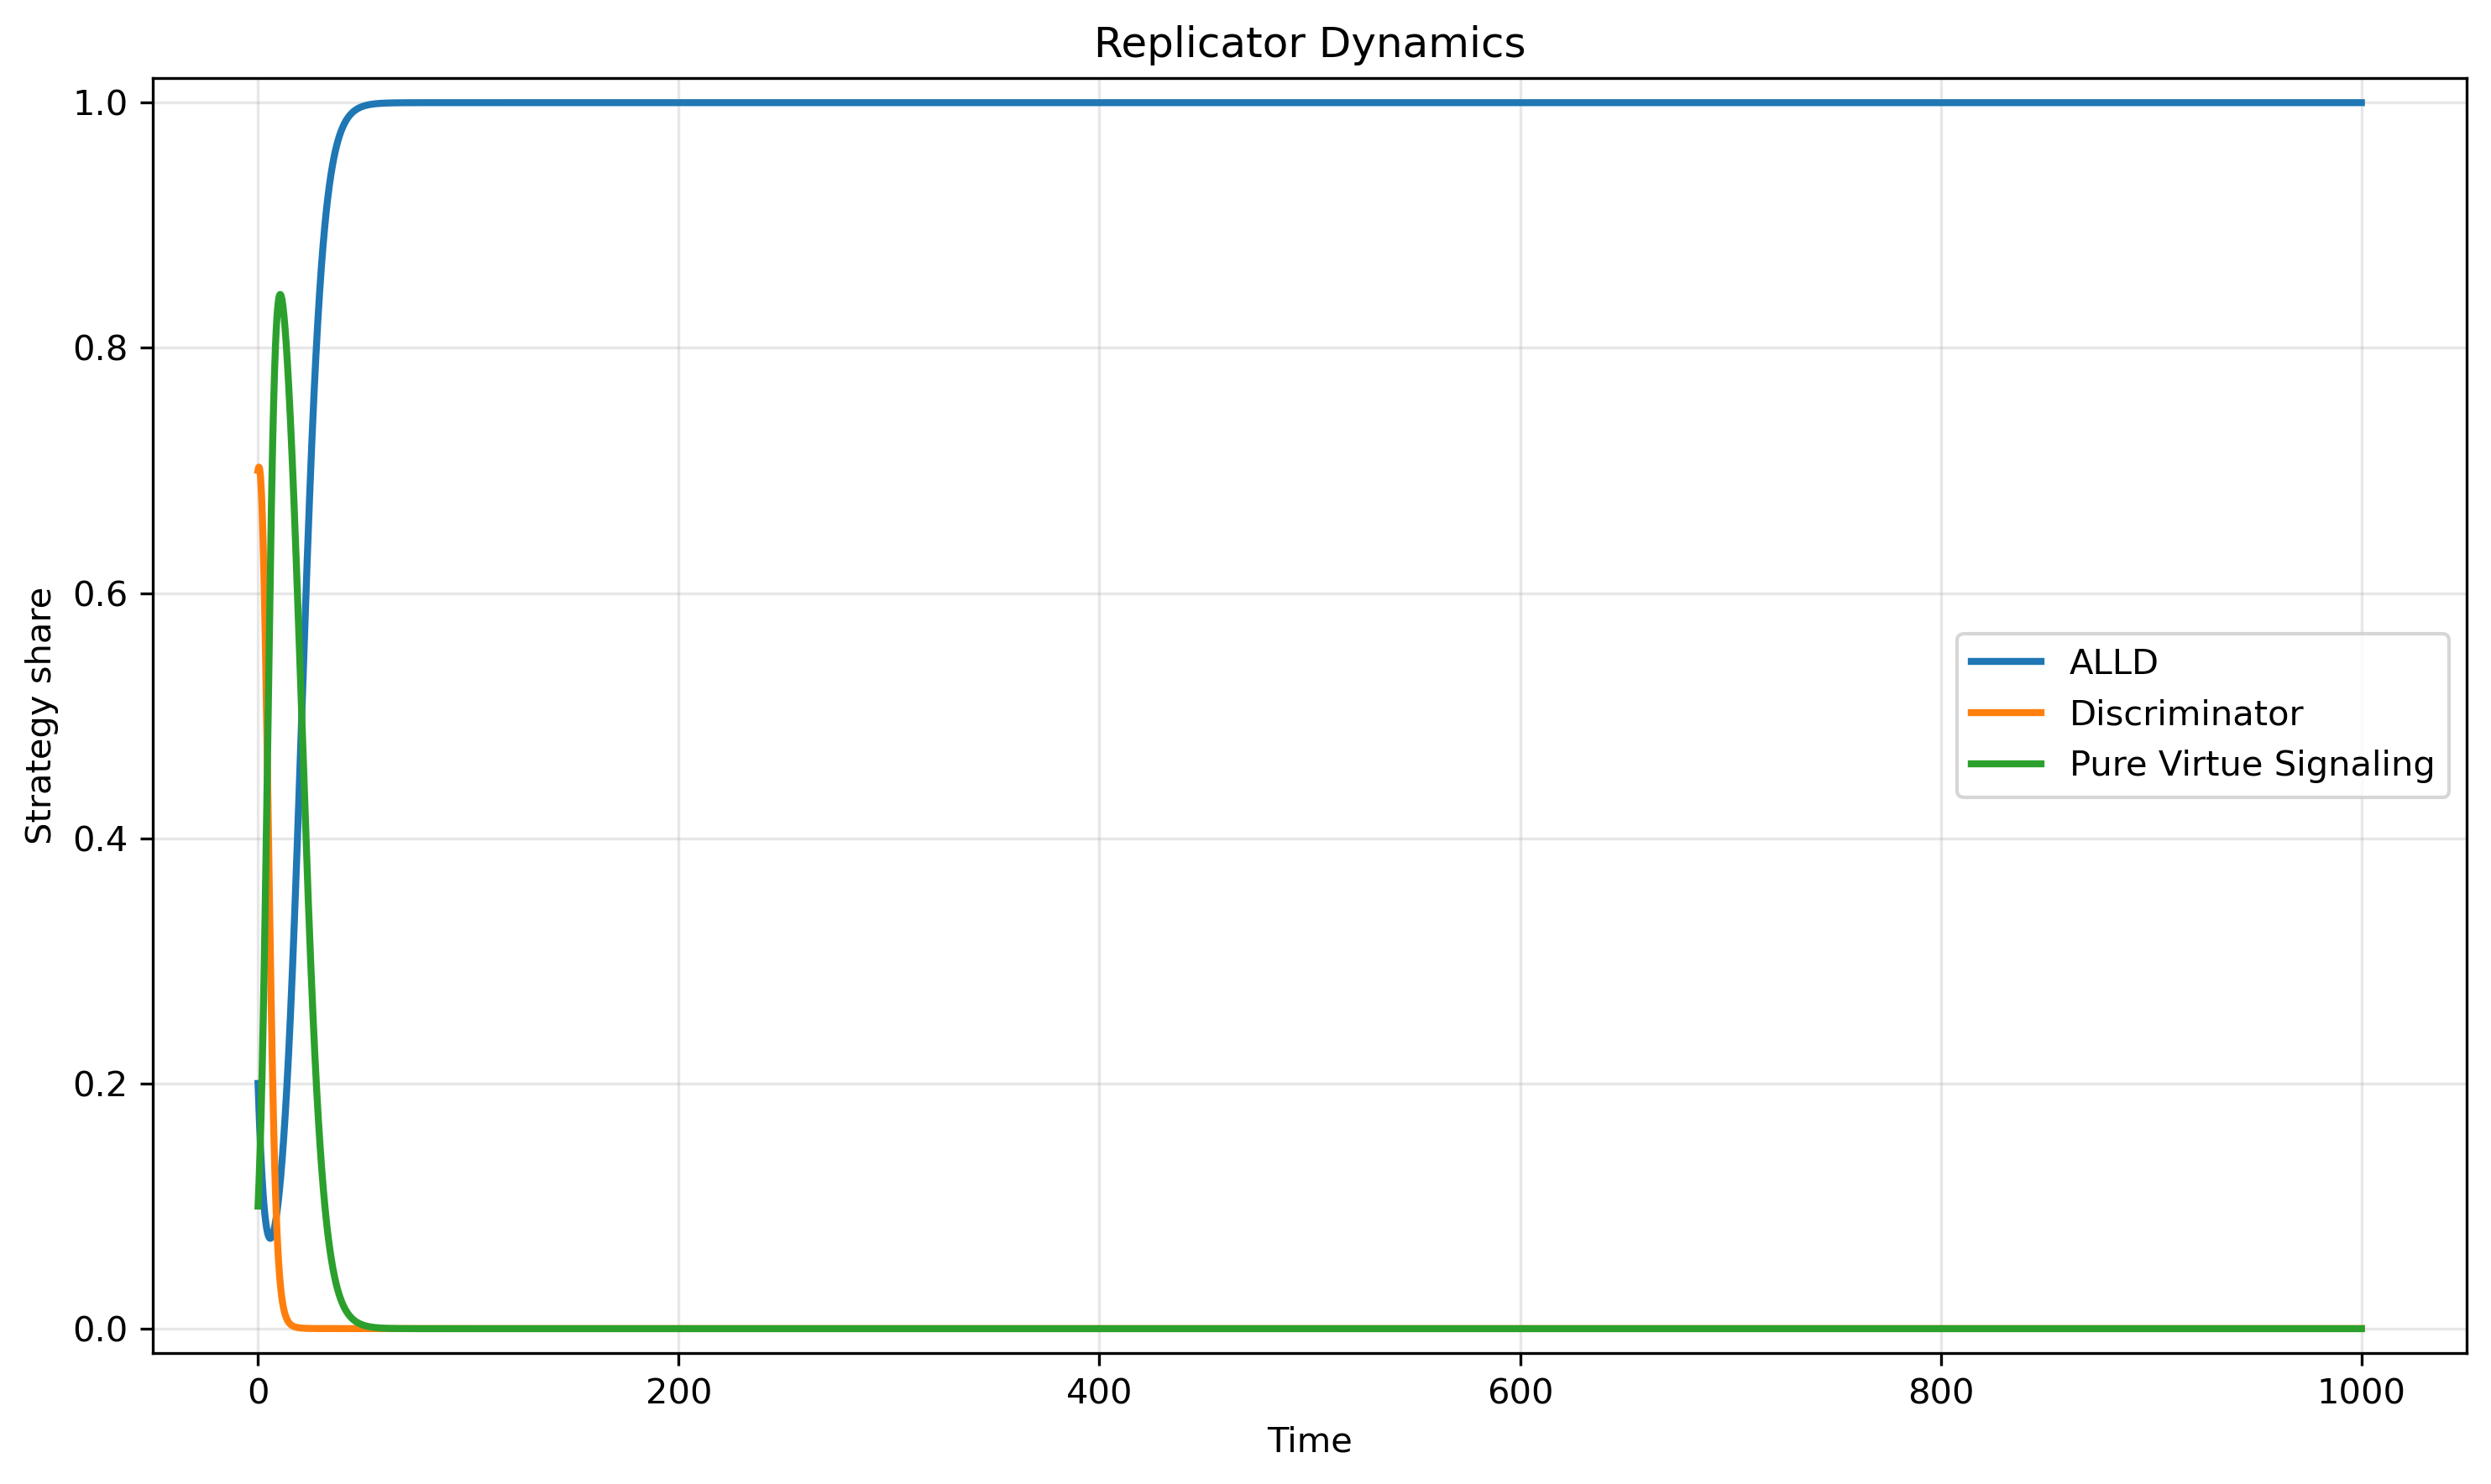 Replicator Dynamics
Strategy share
1.0
0.8
0.6
0.4
0.2
0.0
ALLD
Discriminator
Pure Virtue Signaling
0 200 400 600 800 1000
Time